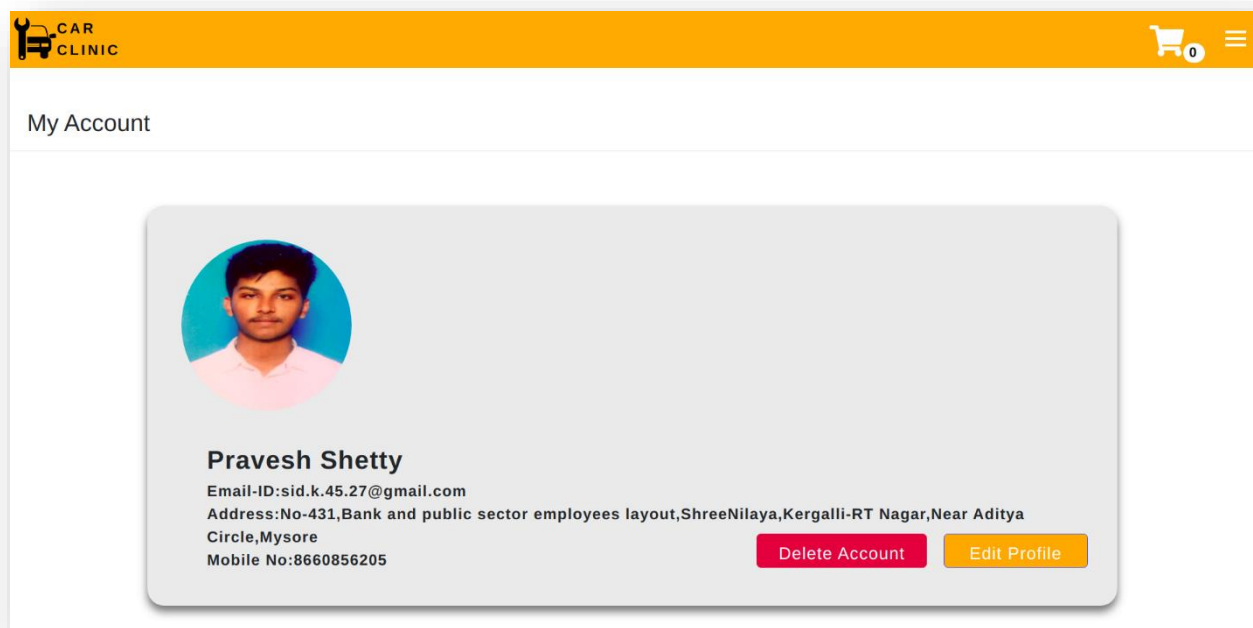 CAR
CLINIC
0
My Account
Pravesh Shetty
Email-ID:sid.k.45.27@gmail.com
Address:No-431,Bank and public sector employees layout,ShreeNilaya,Kergalli-RT Nagar,Near Aditya
Circle,Mysore
Mobile No:8660856205
Delete Account
Edit Profile